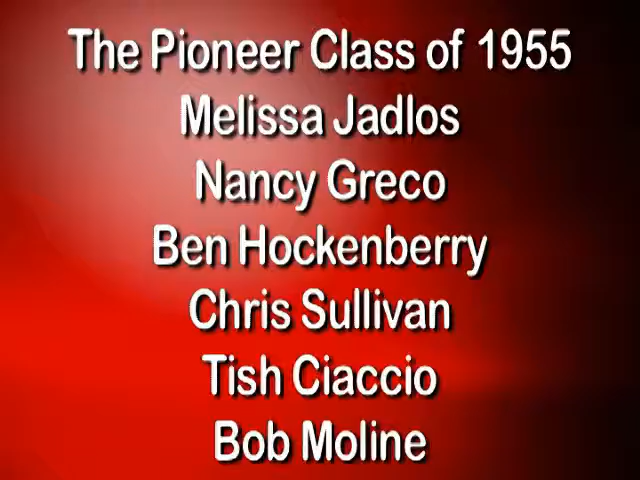 The Pioneer Class of 1955
Melissa Jadlos
Nancy Greco
Ben Hockenberry
Chris Sullivan
Tish Ciaccio
Bob Moline